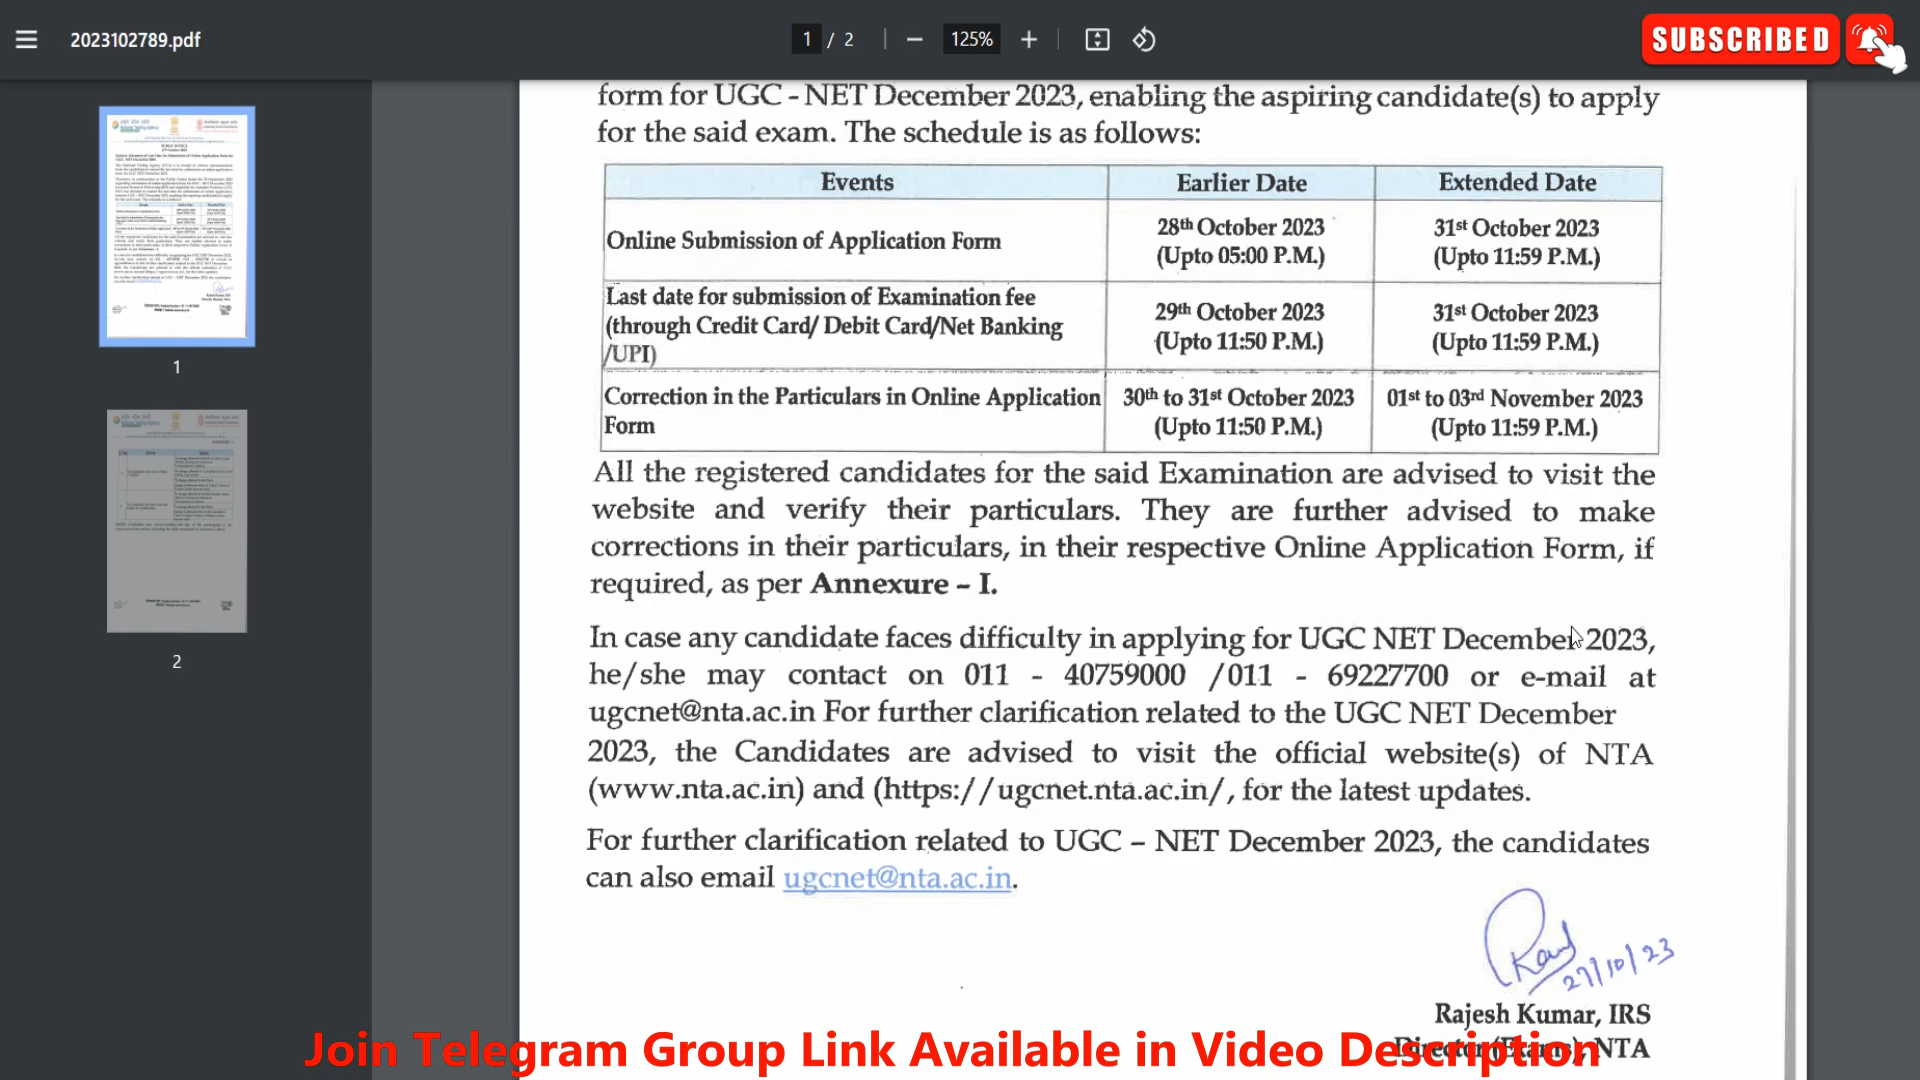 2023102789.pdf
1 / 2
125%
SUBSCRIBED
form for UGC - NET December 2023, enabling the aspiring candidate(s) to apply
for the said exam. The schedule is as follows:
Events Earlier Date Extended Date
Online Submission of Application Form
28th October 2023
(Upto 05:00 P.M.)
31st October 2023
(Upto 11:59 P.M.)
Last date for submission of Examination fee
(through Credit Card/ Debit Card/Net Banking
/UPI)
29th October 2023
(Upto 11:50 P.M.)
31st October 2023
(Upto 11:59 P.M.)
Correction in the Particulars in Online Application
Form
30th to 31st October 2023
(Upto 11:50 P.M.)
01st to 03rd November 2023
(Upto 11:59 P.M.)
All the registered candidates for the said Examination are advised to visit the
website and verify their particulars. They are further advised to make
corrections in their particulars, in their respective Online Application Form, if
required, as per Annexure – I.
In case any candidate faces difficulty in applying for UGC NET December 2023,
he/she may contact on 011 - 40759000 /011 - 69227700 or e-mail at
ugcnet@nta.ac.in For further clarification related to the UGC NET December
2023, the Candidates are advised to visit the official website(s) of NTA
(www.nta.ac.in) and (https://ugcnet.nta.ac.in/, for the latest updates.
For further clarification related to UGC – NET December 2023, the candidates
can also email ugcnet@nta.ac.in.
27/10/23
Rajesh Kumar, IRS
Director (Exams), NTA
Join Telegram Group Link Available in Video Description
1
2